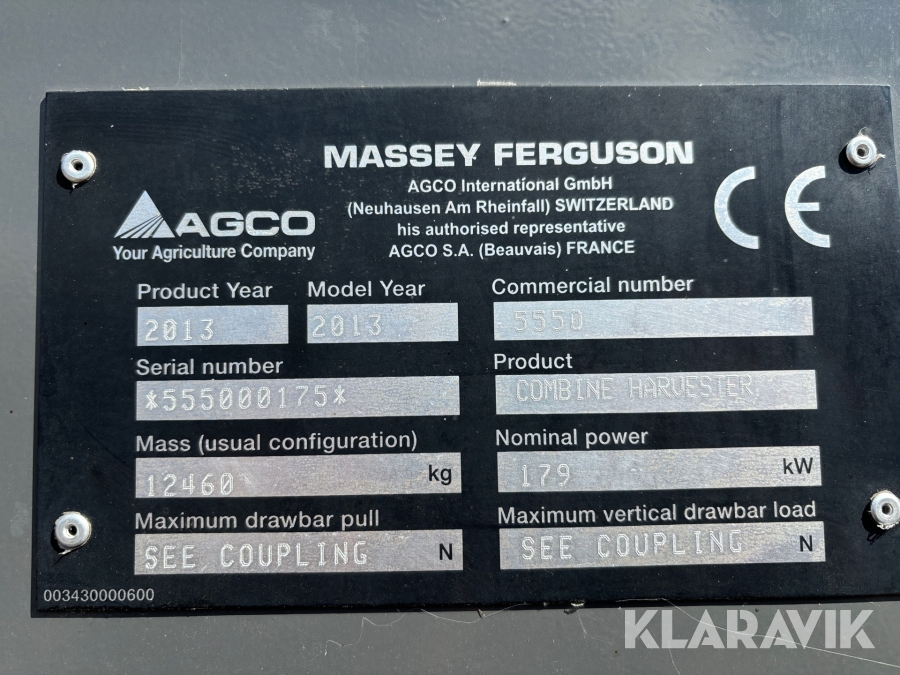 MASSEY FERGUSON
AGCO International GmbH
(Neuhausen Am Rheinfall) SWITZERLAND
his authorised representative
AGCO S.A. (Beauvais) FRANCE
CE
AGCO
Your Agriculture Company
Product Year
2013
Model Year
2013
Commercial number
5550
Serial number
*555000175*
Product
COMBINE HARVESTER
Mass (usual configuration)
12460 kg
Nominal power
179 kW
Maximum drawbar pull
SEE COUPLING N
Maximum vertical drawbar load
SEE COUPLING N
003430000600
KLARAVIK